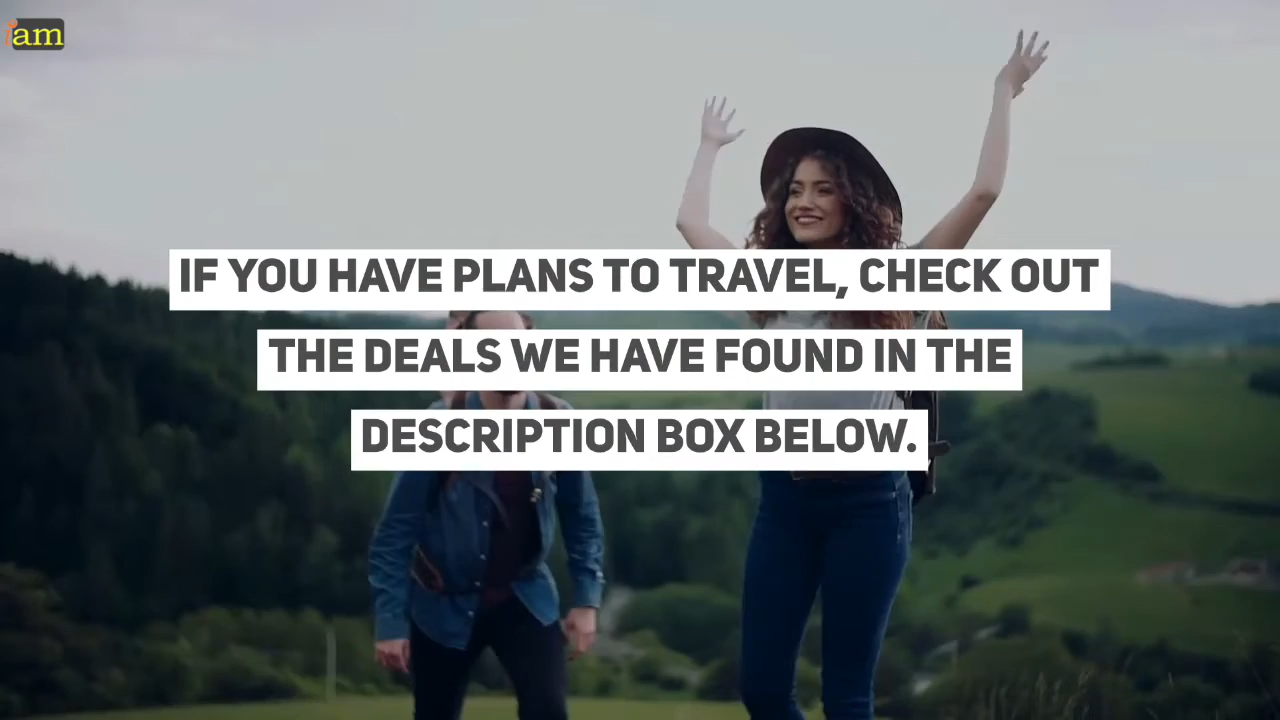 iam
IF YOU HAVE PLANS TO TRAVEL, CHECK OUT
THE DEALS WE HAVE FOUND IN THE
DESCRIPTION BOX BELOW.